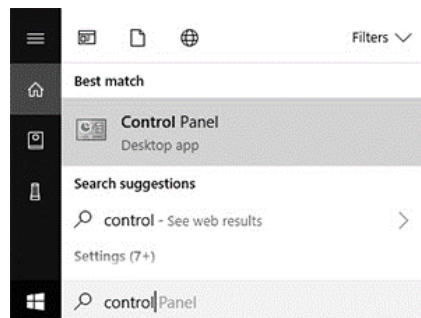 Filters
Best match
Control Panel
Desktop app
Search suggestions
control - See web results
Settings (7+)
control Panel